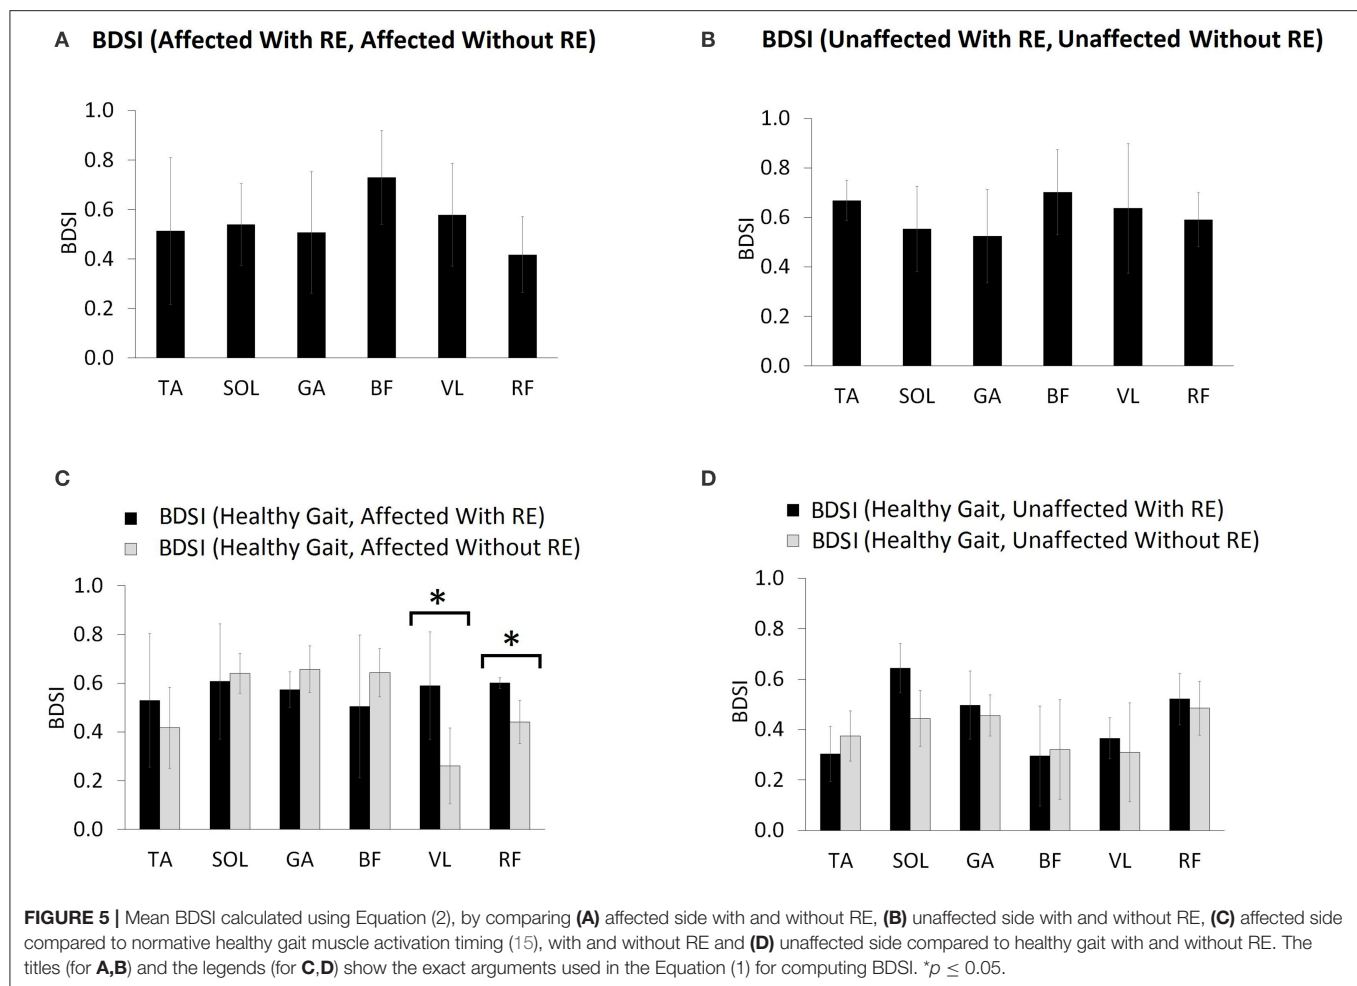 A
BDSI (Affected With RE, Affected Without RE)
1.0
0.8
0.6
0.4
0.2
0.0
BDSI
TA SOL GA BF VL RF
B
BDSI (Unaffected With RE, Unaffected Without RE)
1.0
0.8
0.6
0.4
0.2
0.0
BDSI
TA SOL GA BF VL RF
C
BDSI (Healthy Gait, Affected With RE)
BDSI (Healthy Gait, Affected Without RE)
1.0
0.8
0.6
0.4
0.2
0.0
BDSI
*
*
TA SOL GA BF VL RF
D
BDSI (Healthy Gait, Unaffected With RE)
BDSI (Healthy Gait, Unaffected Without RE)
1.0
0.8
0.6
0.4
0.2
0.0
BDSI
TA SOL GA BF VL RF
FIGURE 5 | Mean BDSI calculated using Equation (2), by comparing (A) affected side with and without RE, (B) unaffected side with and without RE, (C) affected side
compared to normative healthy gait muscle activation timing (15), with and without RE and (D) unaffected side compared to healthy gait with and without RE. The
titles (for A,B) and the legends (for C,D) show the exact arguments used in the Equation (1) for computing BDSI. *p ≤ 0.05.